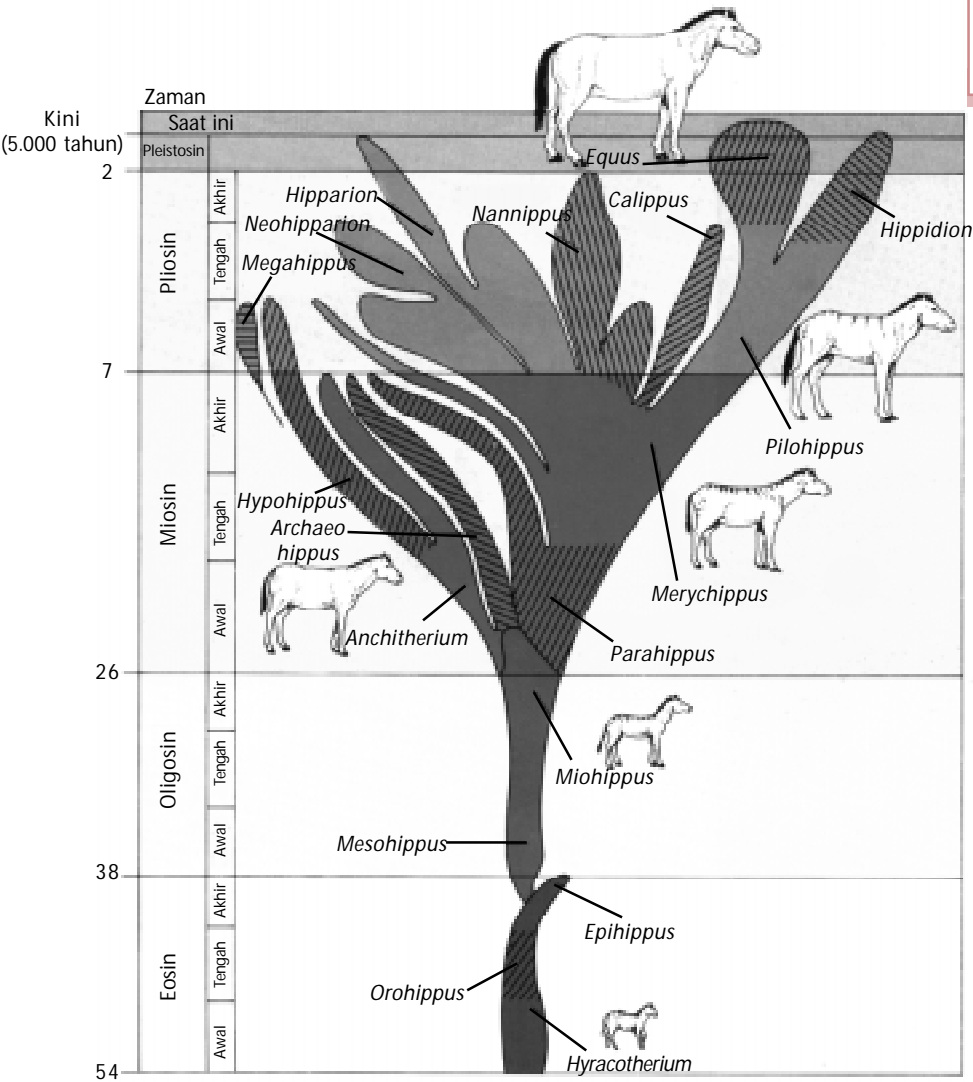 Zaman
Kini
(5.000 tahun)
Saat ini
Pleistosin
2
Equus
Hipparion
Nannippus
Calippus
Hippidion
Neohipparion
Megahippus
Pliosin
Akhir
Tengah
Awal
7
Pilohippus
Miosin
Akhir
Tengah
Awal
Hypohippus
Archaeo
hippus
Merychippus
Anchitherium
Parahippus
26
Oligosin
Akhir
Tengah
Awal
Miohippus
Mesohippus
38
Eosin
Akhir
Tengah
Awal
Epihippus
Orohippus
Hyracotherium
54